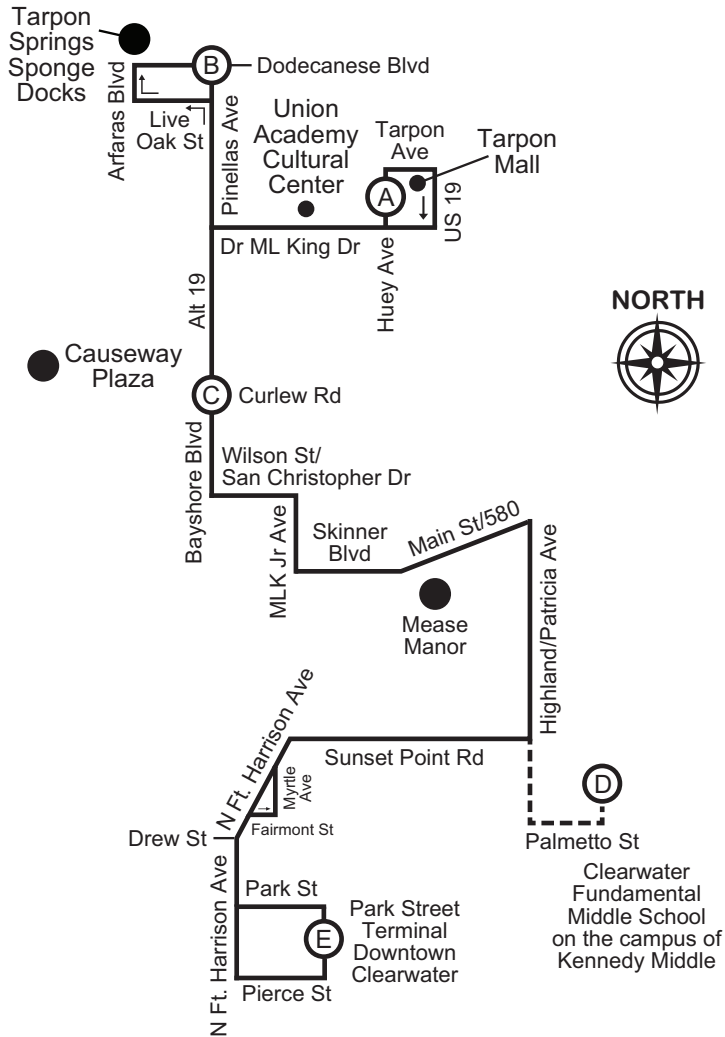 Tarpon
Springs
Sponge
Docks
Arfaras Blvd
B
Dodecanese Blvd
Live
Oak St
Pinellas Ave
Union
Academy
Cultural
Center
Tarpon
Ave
Tarpon
Mall
A
US 19
Dr ML King Dr
Huey Ave
Alt 19
NORTH
Causeway
Plaza
C
Curlew Rd
Bayshore Blvd
Wilson St/
San Christopher Dr
MLK Jr Ave
Skinner
Blvd
Main St/580
Mease
Manor
Highland/Patricia Ave
N Ft. Harrison Ave
Sunset Point Rd
Myrtle
Ave
Fairmont St
D
Drew St
Palmetto St
Clearwater
Fundamental
Middle School
on the campus of
Kennedy Middle
N Ft. Harrison Ave
Park St
E
Park Street
Terminal
Downtown
Clearwater
Pierce St